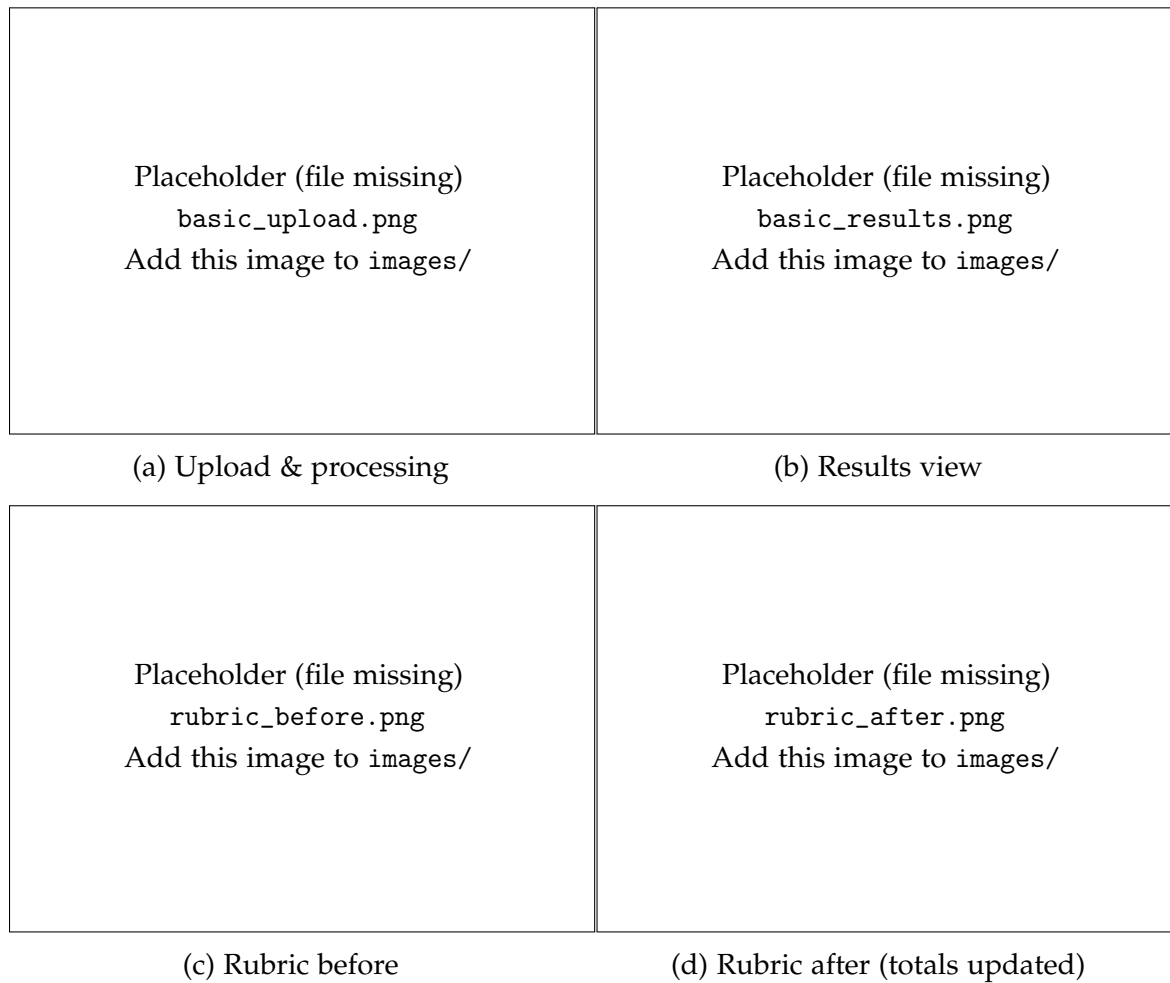 Placeholder (file missing)
basic_upload.png
Add this image to images/
(a) Upload & processing
Placeholder (file missing)
basic_results.png
Add this image to images/
(b) Results view
Placeholder (file missing)
rubric_before.png
Add this image to images/
(c) Rubric before
Placeholder (file missing)
rubric_after.png
Add this image to images/
(d) Rubric after (totals updated)